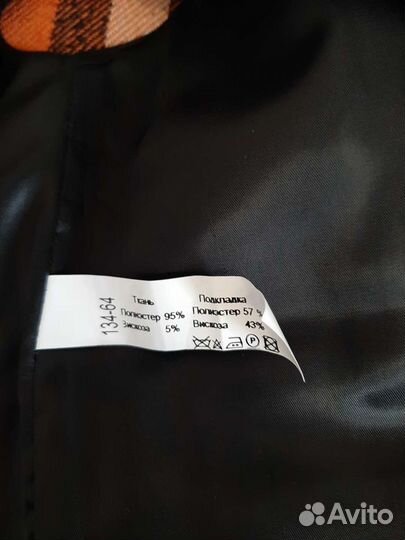 134-64
Ткань
Полиэстер 95%
Вискоза 5%
Подкладка
Полиэстер 57 %
Вискоза 43%
P
Avito